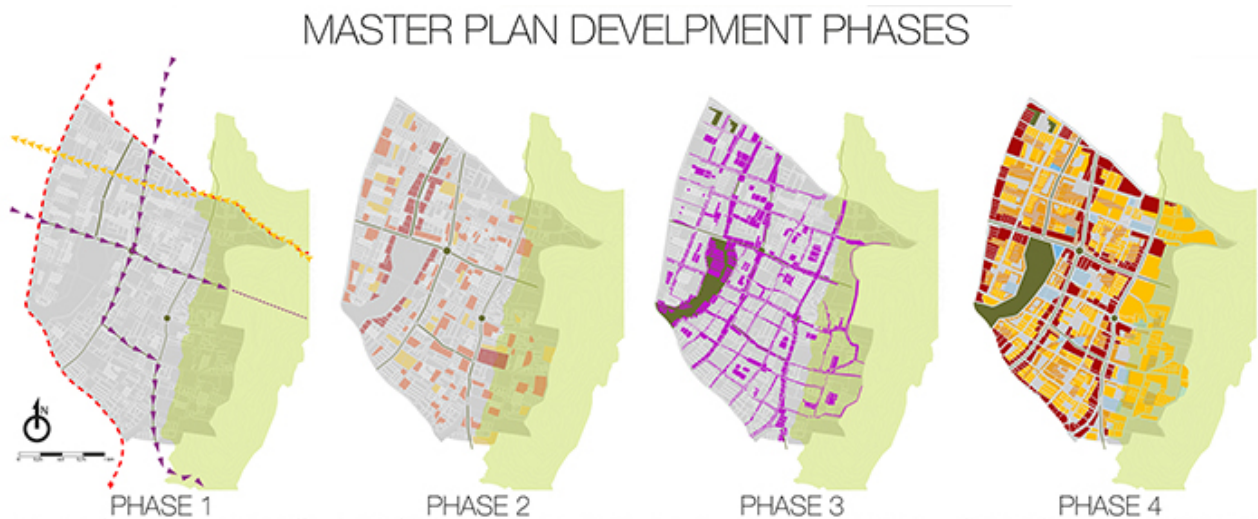 MASTER PLAN DEVELPMENT PHASES
N
PHASE 1
PHASE 2
PHASE 3
PHASE 4